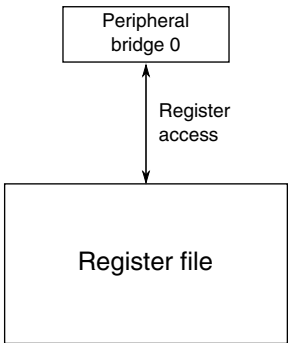 Peripheral
bridge 0
Register
access
Register file